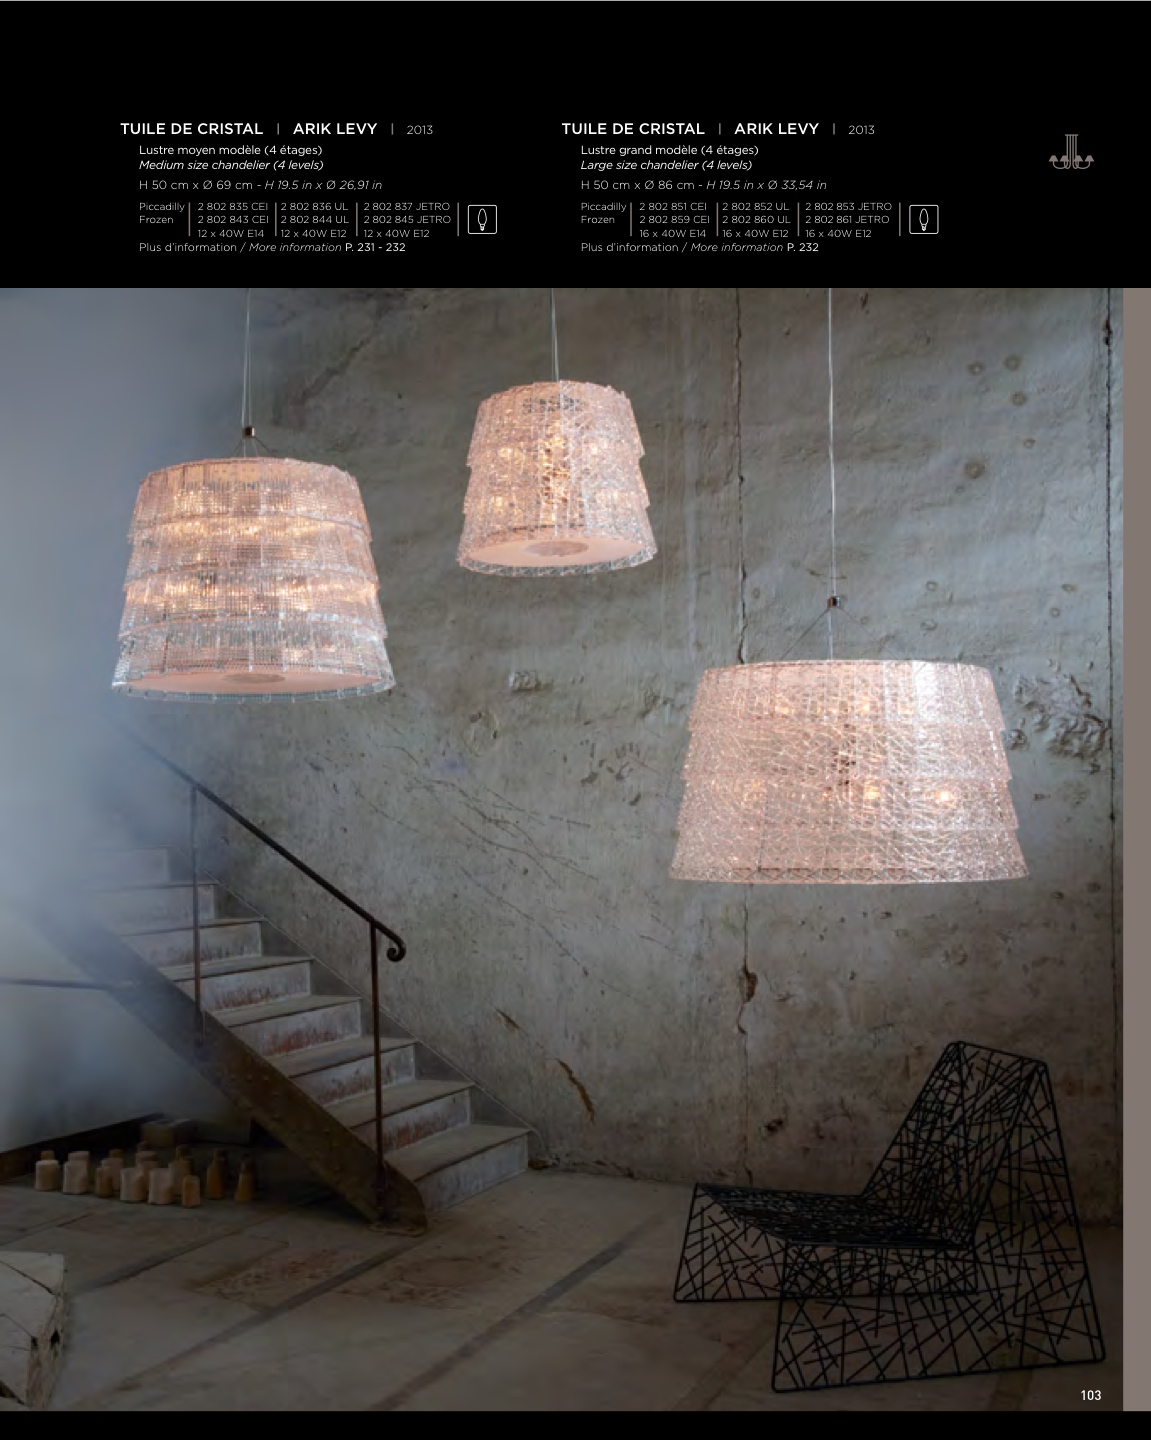 TUILE DE CRISTAL | ARIK LEVY | 2013
Lustre moyen modèle (4 étages)
Medium size chandelier (4 levels)
H 50 cm x Ø 69 cm - H 19.5 in x Ø 26,91 in
Piccadilly | 2 802 835 CEI | 2 802 836 UL | 2 802 837 JETRO
Frozen | 2 802 843 CEI | 2 802 844 UL | 2 802 845 JETRO
12 x 40W E14 | 12 x 40W E12 | 12 x 40W E12
Plus d'information / More information P. 231 - 232
TUILE DE CRISTAL | ARIK LEVY | 2013
Lustre grand modèle (4 étages)
Large size chandelier (4 levels)
H 50 cm x Ø 86 cm - H 19.5 in x Ø 33,54 in
Piccadilly | 2 802 851 CEI | 2 802 852 UL | 2 802 853 JETRO
Frozen | 2 802 859 CEI | 2 802 860 UL | 2 802 861 JETRO
16 x 40W E14 | 16 x 40W E12 | 16 x 40W E12
Plus d'information / More information P. 232
103